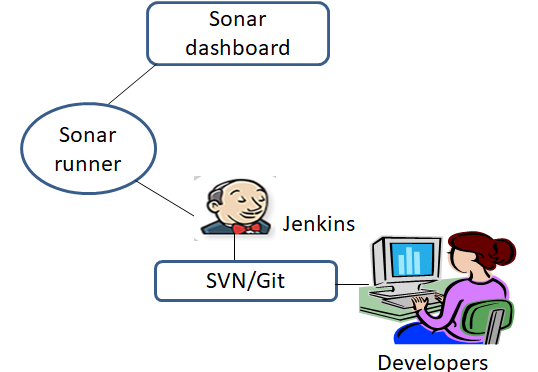 Sonar
dashboard
Sonar
runner
Jenkins
SVN/Git
Developers